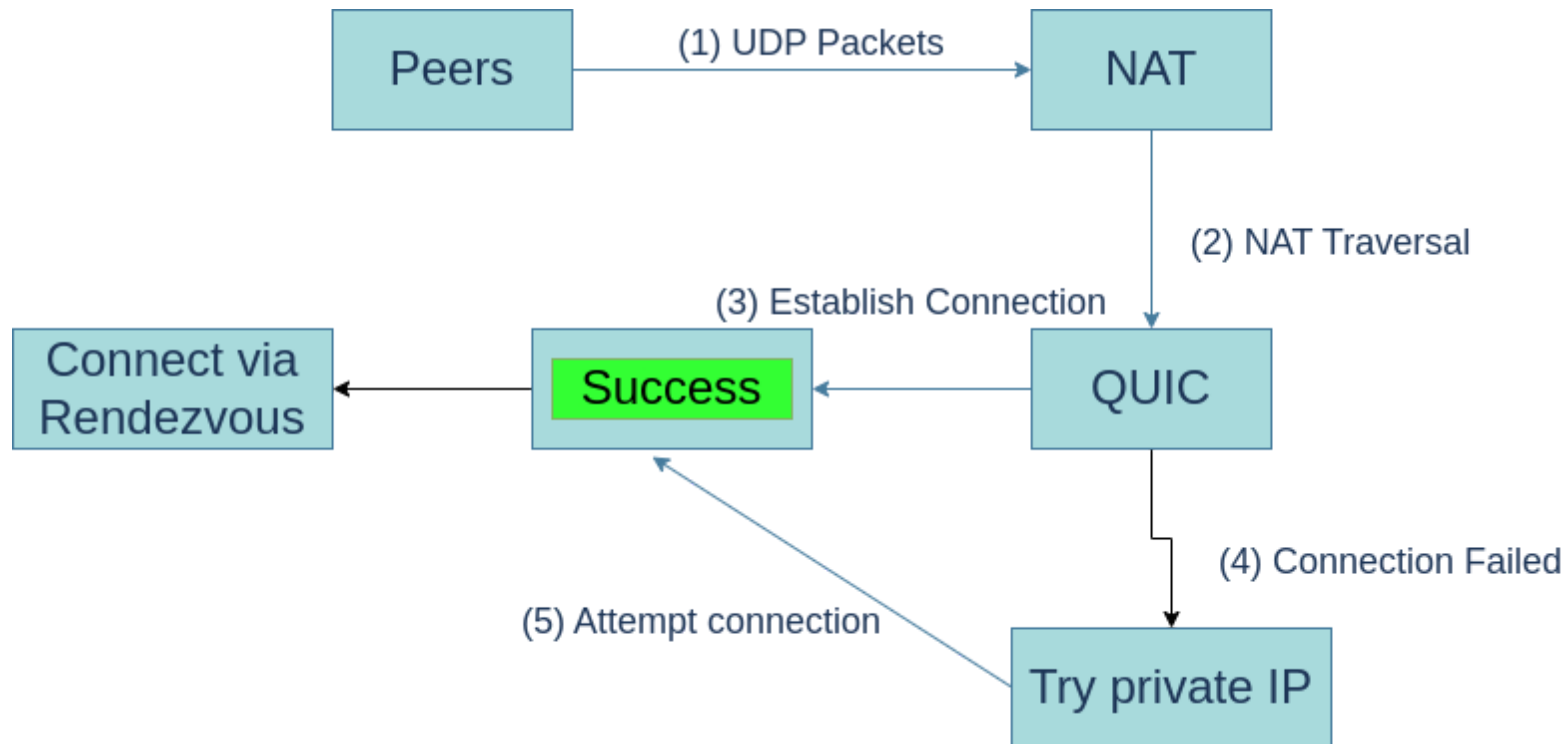 Peers
(1) UDP Packets
NAT
(2) NAT Traversal
(3) Establish Connection
Connect via
Rendezvous
Success
QUIC
(4) Connection Failed
(5) Attempt connection
Try private IP